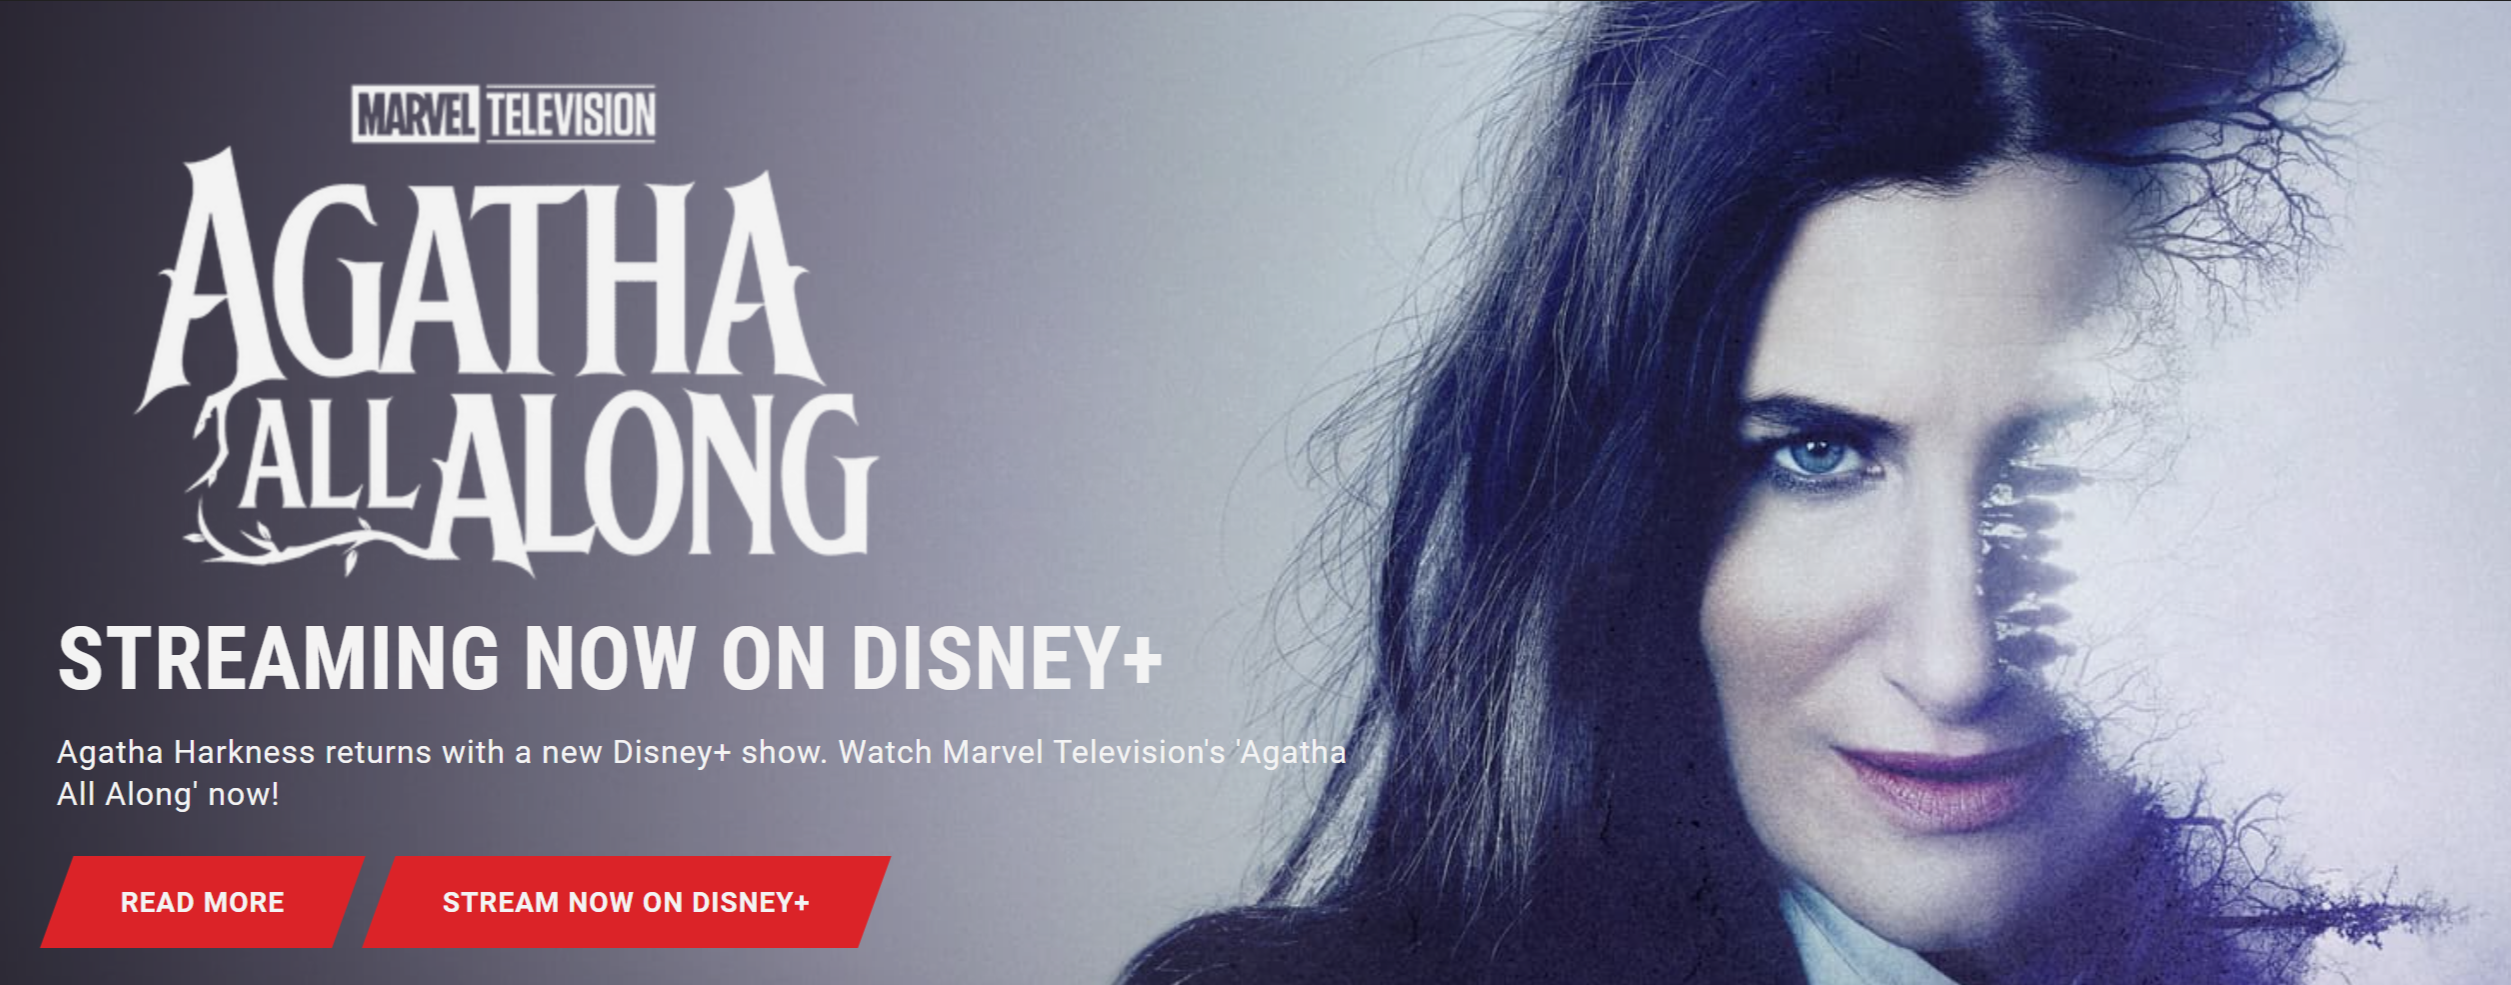 MARVEL TELEVISION
AGATHA
ALL ALONG
STREAMING NOW ON DISNEY+
Agatha Harkness returns with a new Disney+ show. Watch Marvel Television's 'Agatha
All Along' now!
READ MORE
STREAM NOW ON DISNEY+